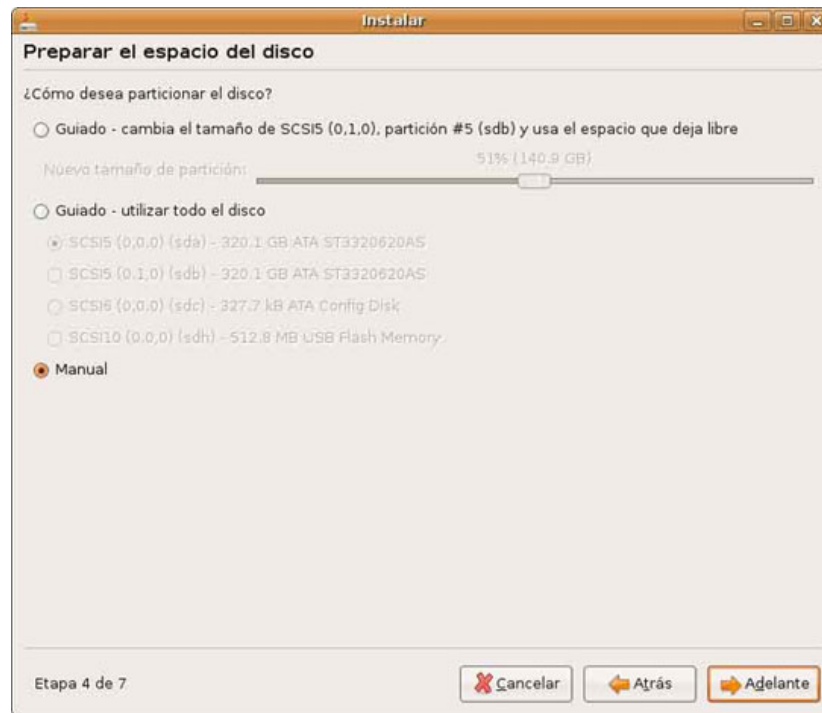 Instalar
Preparar el espacio del disco
¿Cómo desea particionar el disco?
Guiado - cambia el tamaño de SCSI5 (0,1,0), partición #5 (sdb) y usa el espacio que deja libre
Nuevo tamaño de partición:
51% (140.9 GB)
Guiado - utilizar todo el disco
SCSI5 (0,0,0) (sda) - 320.1 GB ATA ST3320620AS
SCSI5 (0,1,0) (sdb) - 320.1 GB ATA ST3320620AS
SCSI6 (0,0,0) (sdc) - 327.7 kB ATA Config Disk
SCSI10 (0,0,0) (sdh) - 512.8 MB USB Flash Memory
Manual
Etapa 4 de 7
Cancelar
Atrás
Adelante